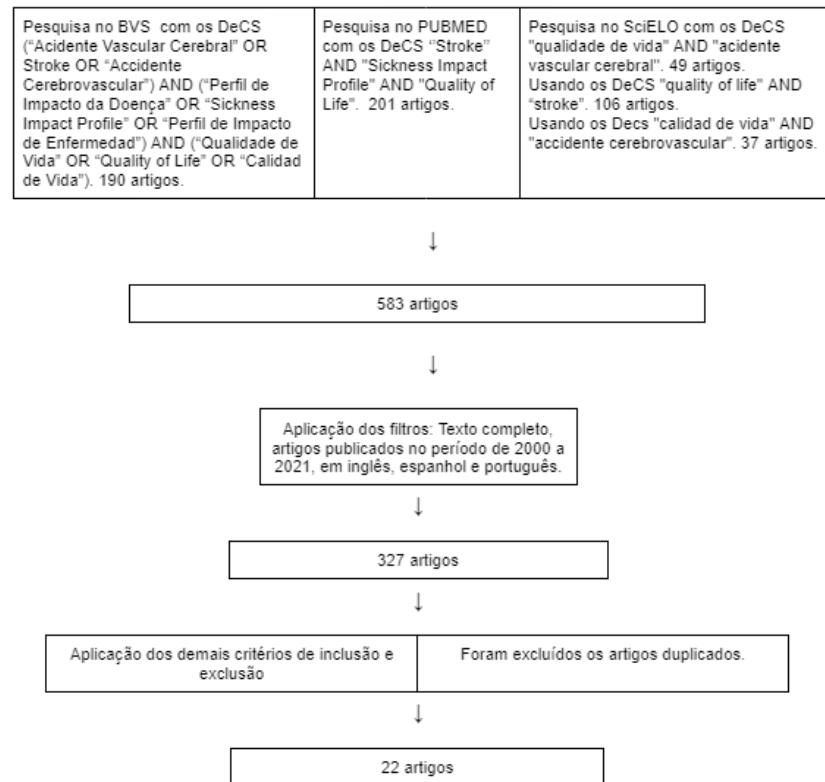 Pesquisa no BVS  com os DeCS
(“Acidente Vascular Cerebral” OR
Stroke OR “Accidente
Cerebrovascular”) AND (“Perfil de
Impacto da Doença” OR “Sickness
Impact Profile” OR “Perfil de Impacto
de Enfermedad”) AND (“Qualidade de
Vida” OR “Quality of Life” OR “Calidad
de Vida”). 190 artigos.
Pesquisa no PUBMED
com os DeCS “Stroke”
AND "Sickness Impact
Profile" AND "Quality of
Life".  201 artigos.
Pesquisa no SciELO com os DeCS
"qualidade de vida" AND "acidente
vascular cerebral". 49 artigos.
Usando os DeCS "quality of life" AND
“stroke”. 106 artigos.
Usando os Decs "calidad de vida" AND
"accidente cerebrovascular". 37 artigos.
↓
583 artigos
↓
Aplicação dos filtros: Texto completo,
artigos publicados no período de 2000 a
2021, em inglês, espanhol e português.
↓
327 artigos
↓
Aplicação dos demais critérios de inclusão e
exclusão
Foram excluídos os artigos duplicados.
↓
22 artigos